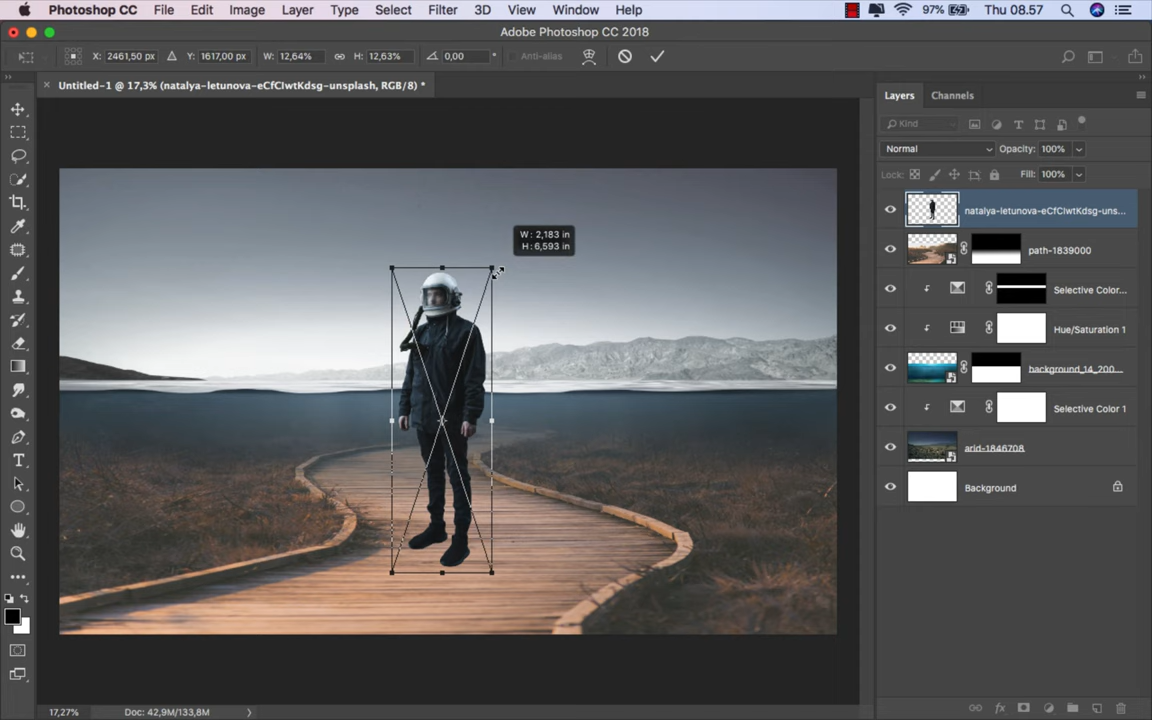 Photoshop CC File Edit Image Layer Type Select Filter 3D View Window Help 97% Thu 08.57
Adobe Photoshop CC 2018
X: 2461,50 px Y: 1617,00 px W: 12,64% H: 12,63% 0,00 ° Anti-alias
Untitled-1 @ 17,3% (natalya-letunova-eCfCIwtKdsg-unsplash, RGB/8) *
Layers Channels
Kind
Normal Opacity: 100%
Lock: Fill: 100%
natalya-letunova-eCfCIwtKdsg-uns...
W: 2,183 in
H: 6,593 in
path-1839000
Selective Color...
Hue/Saturation 1
background_14_200...
Selective Color 1
arid-1846708
Background
17,27% Doc: 42,9M/133,8M